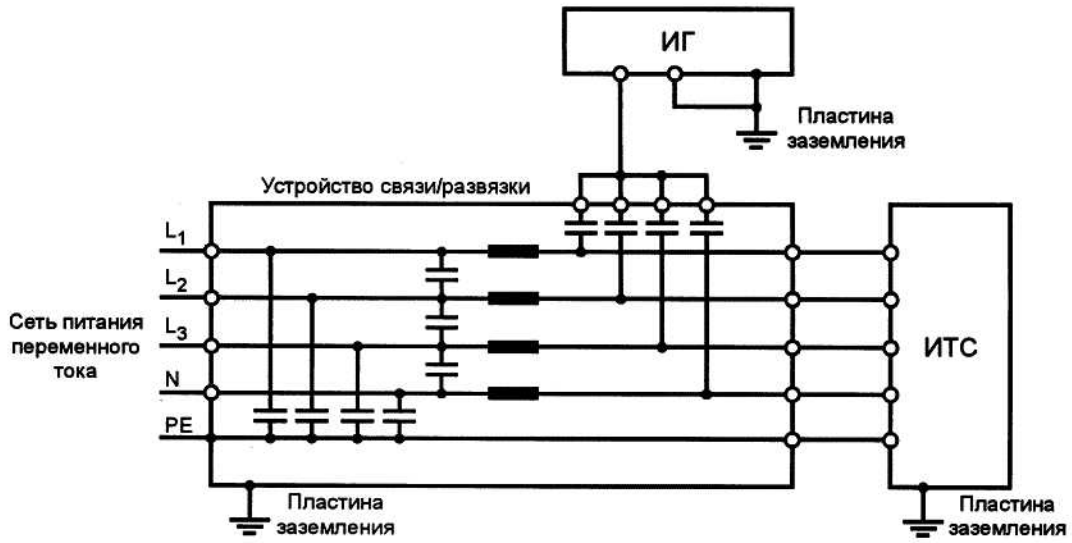 ИГ
Пластина
заземления
Устройство связи/развязки
L1
L2
L3
N
PE
Сеть питания
переменного
тока
ИТС
Пластина
заземления
Пластина
заземления